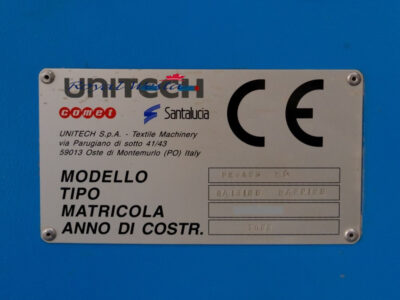 UNITECH
comet Santalucia
CE
UNITECH S.p.A. - Textile Machinery
via Parugiano di sotto 41/43
59013 Oste di Montemurlo (PO) Italy
MODELLO
TIPO RAISING
MATRICOLA
ANNO DI COSTR.